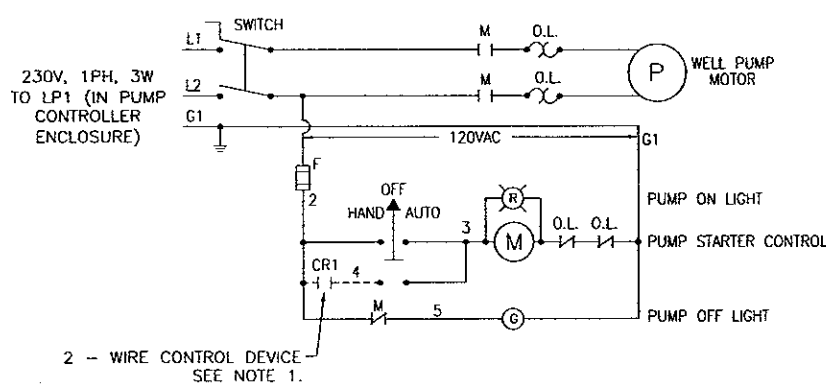 SWITCH
L1
M
O.L.
230V, 1PH, 3W
TO LP1 (IN PUMP
CONTROLLER
ENCLOSURE)
L2
M
O.L.
P
WELL PUMP
MOTOR
G1
120VAC
G1
F
2
OFF
HAND
AUTO
R
PUMP ON LIGHT
3
M
O.L.
O.L.
PUMP STARTER CONTROL
CR1
4
M
5
G
PUMP OFF LIGHT
2 - WIRE CONTROL DEVICE
SEE NOTE 1.